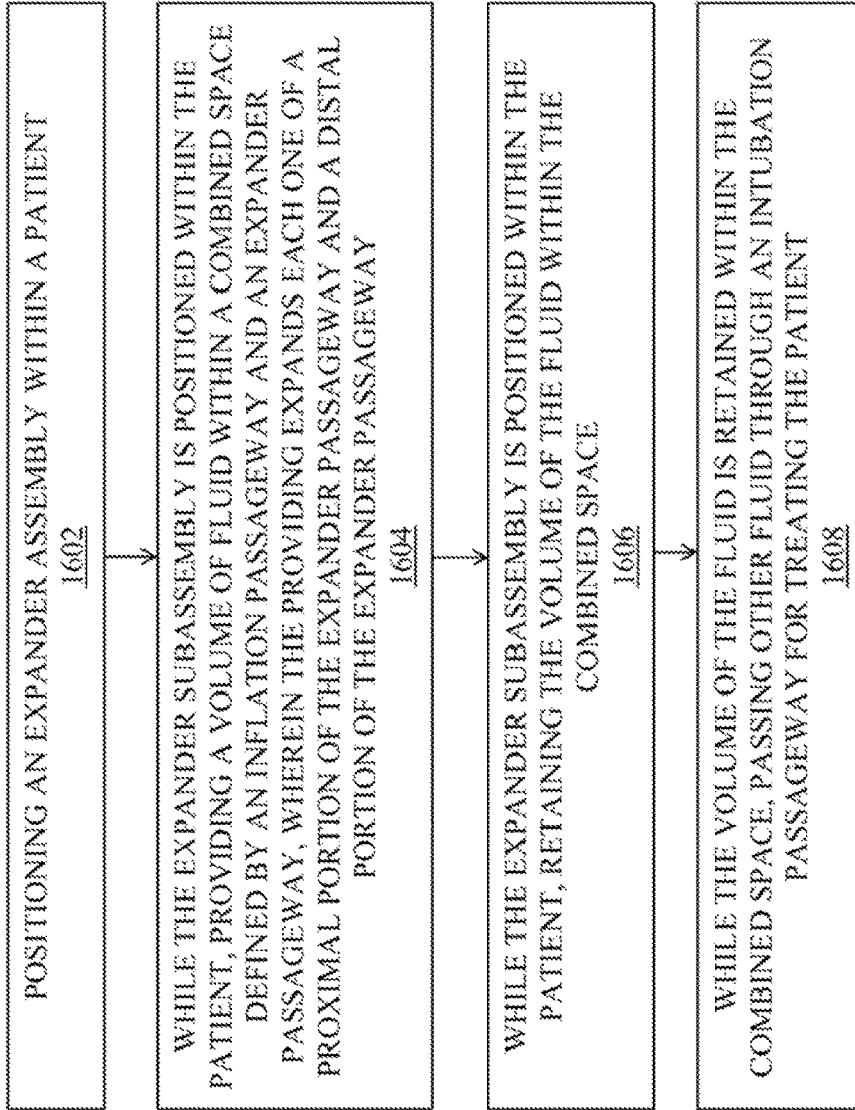 POSITIONING AN EXPANDER ASSEMBLY WITHIN A PATIENT
1602
WHILE THE EXPANDER SUBASSEMBLY IS POSITIONED WITHIN THE
PATIENT, PROVIDING A VOLUME OF FLUID WITHIN A COMBINED SPACE
DEFINED BY AN INFLATION PASSAGEWAY AND AN EXPANDER
PASSAGEWAY, WHEREIN THE PROVIDING EXPANDS EACH ONE OF A
PROXIMAL PORTION OF THE EXPANDER PASSAGEWAY AND A DISTAL
PORTION OF THE EXPANDER PASSAGEWAY
1604
WHILE THE EXPANDER SUBASSEMBLY IS POSITIONED WITHIN THE
PATIENT, RETAINING THE VOLUME OF THE FLUID WITHIN THE
COMBINED SPACE
1606
WHILE THE VOLUME OF THE FLUID IS RETAINED WITHIN THE
COMBINED SPACE, PASSING OTHER FLUID THROUGH AN INTUBATION
PASSAGEWAY FOR TREATING THE PATIENT
1608